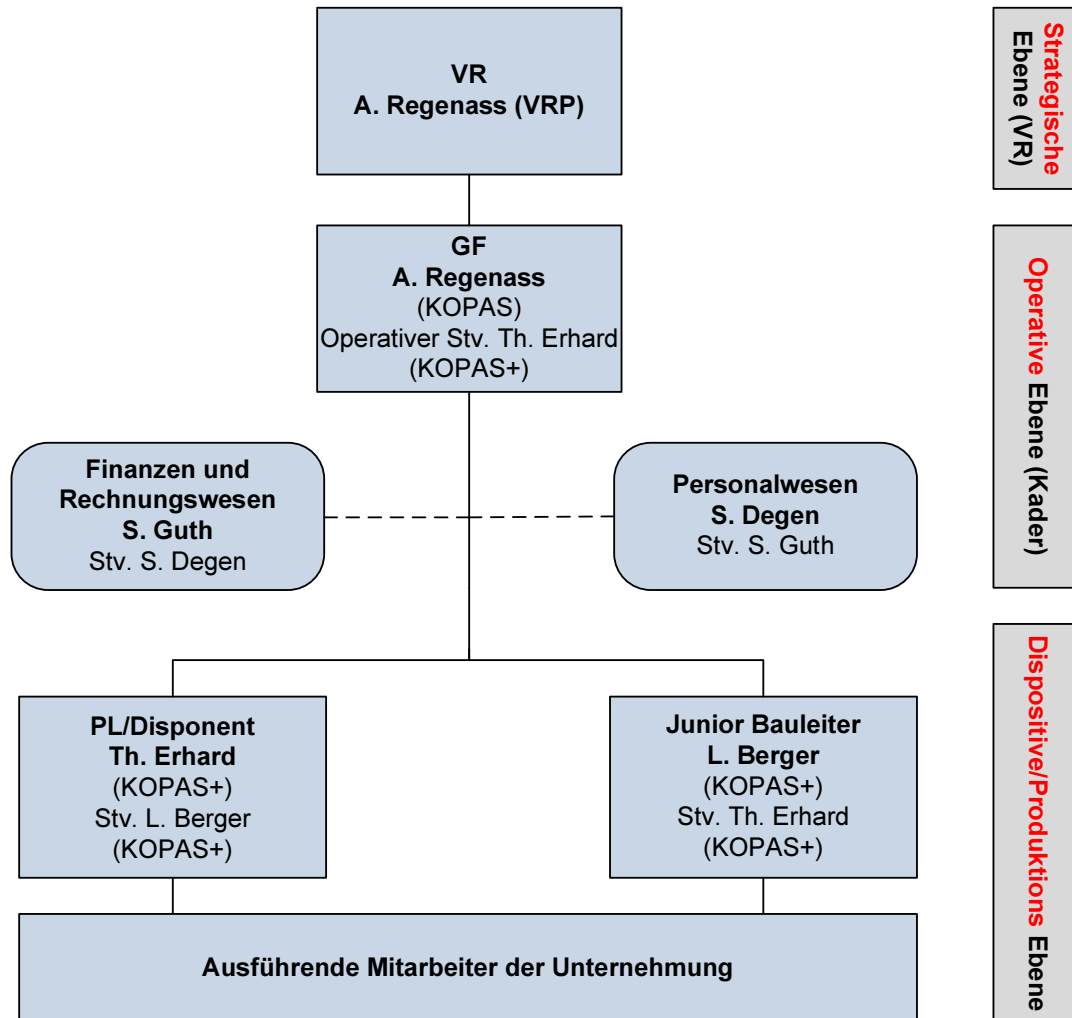 VR
A. Regenass (VRP)
Strategische
Ebene (VR)
GF
A. Regenass
(KOPAS)
Operativer Stv. Th. Erhard
(KOPAS+)
Operative Ebene (Kader)
Finanzen und
Rechnungswesen
S. Guth
Stv. S. Degen
Personalwesen
S. Degen
Stv. S. Guth
PL/Disponent
Th. Erhard
(KOPAS+)
Stv. L. Berger
(KOPAS+)
Junior Bauleiter
L. Berger
(KOPAS+)
Stv. Th. Erhard
(KOPAS+)
Dispositive/Produktions Ebene
Ausführende Mitarbeiter der Unternehmung